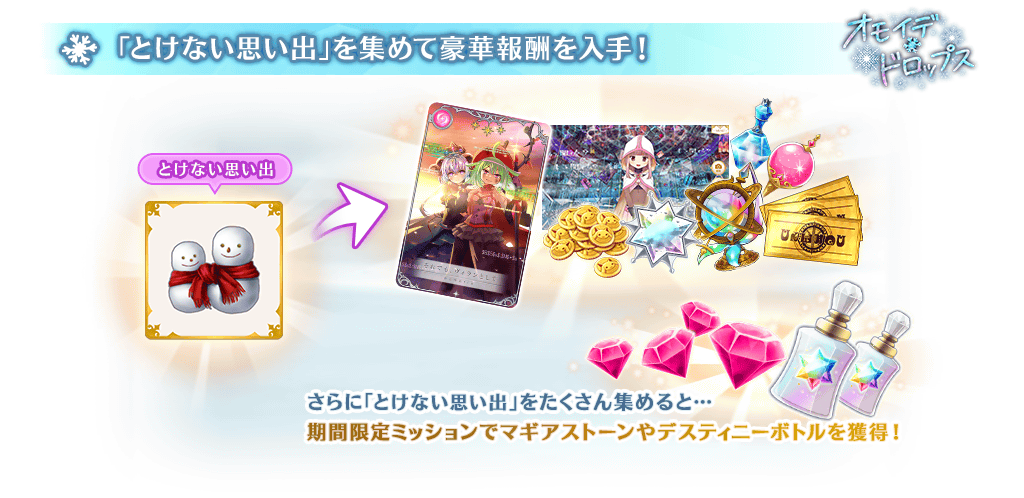 「とけない思い出」を集めて豪華報酬を入手！
オモイデ
ドロップス
とけない思い出
さらに「とけない思い出」をたくさん集めると…
期間限定ミッションでマギアストーンやデスティニーボトルを獲得！